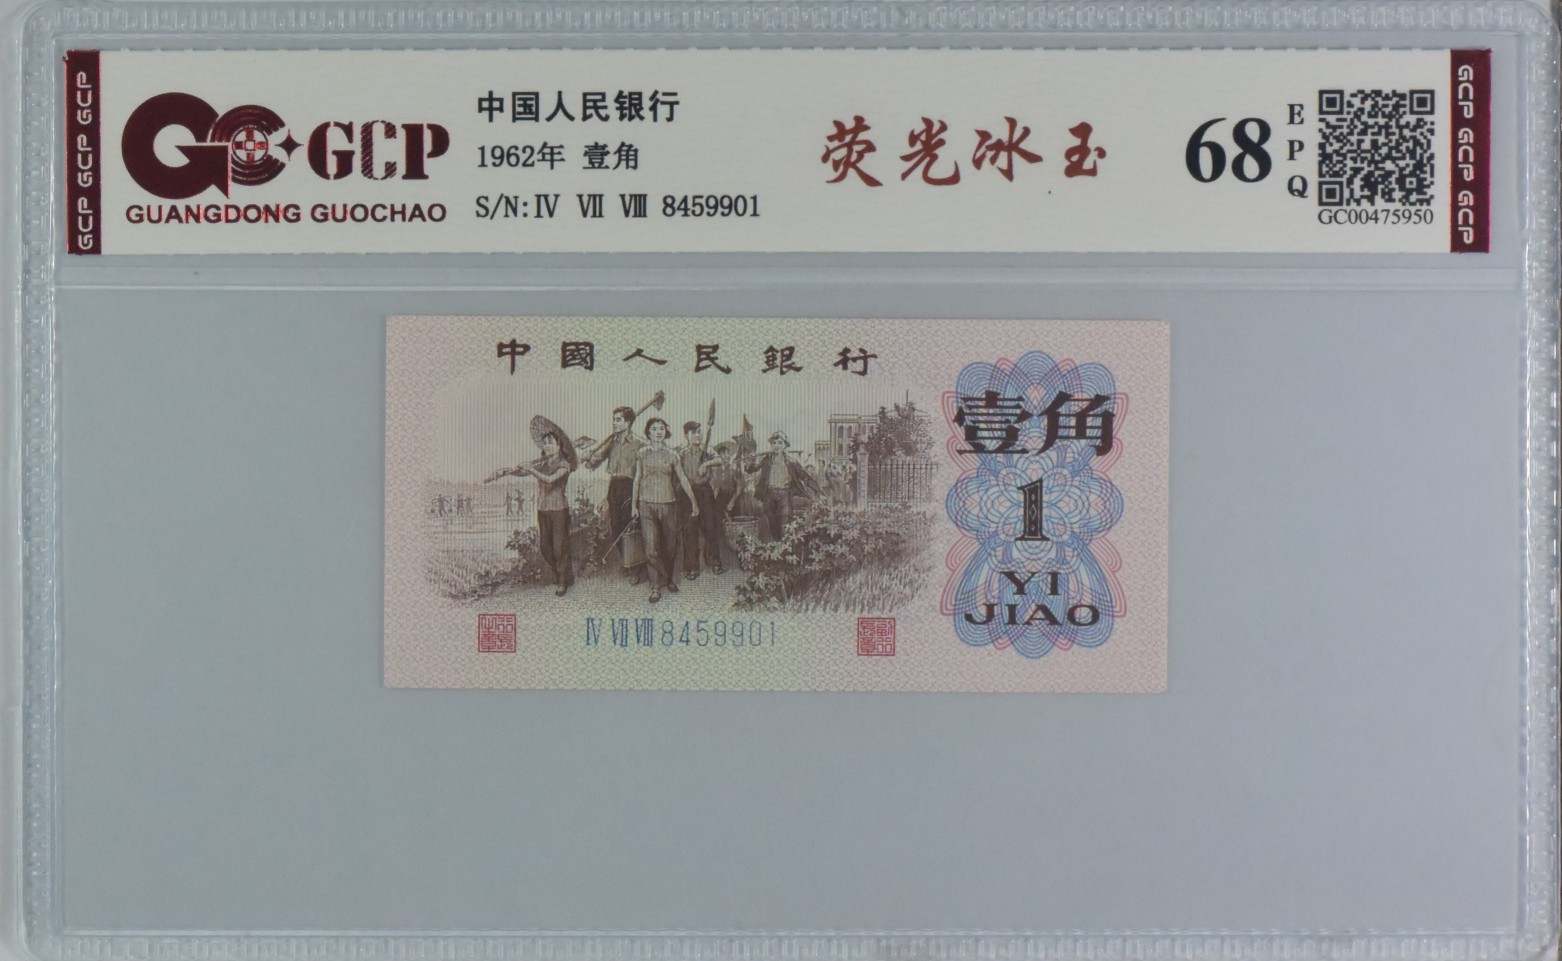 GCP GCP GCP
GCP
GUANGDONG GUOCHAO
中国人民银行
1962年 壹角
S/N:Ⅳ Ⅶ Ⅷ 8459901
荧光冰玉
68
EPQ
GC00475950
GCP GCP GCP
中國人民銀行
壹角
1
YI
JIAO
Ⅳ Ⅶ Ⅷ 8459901